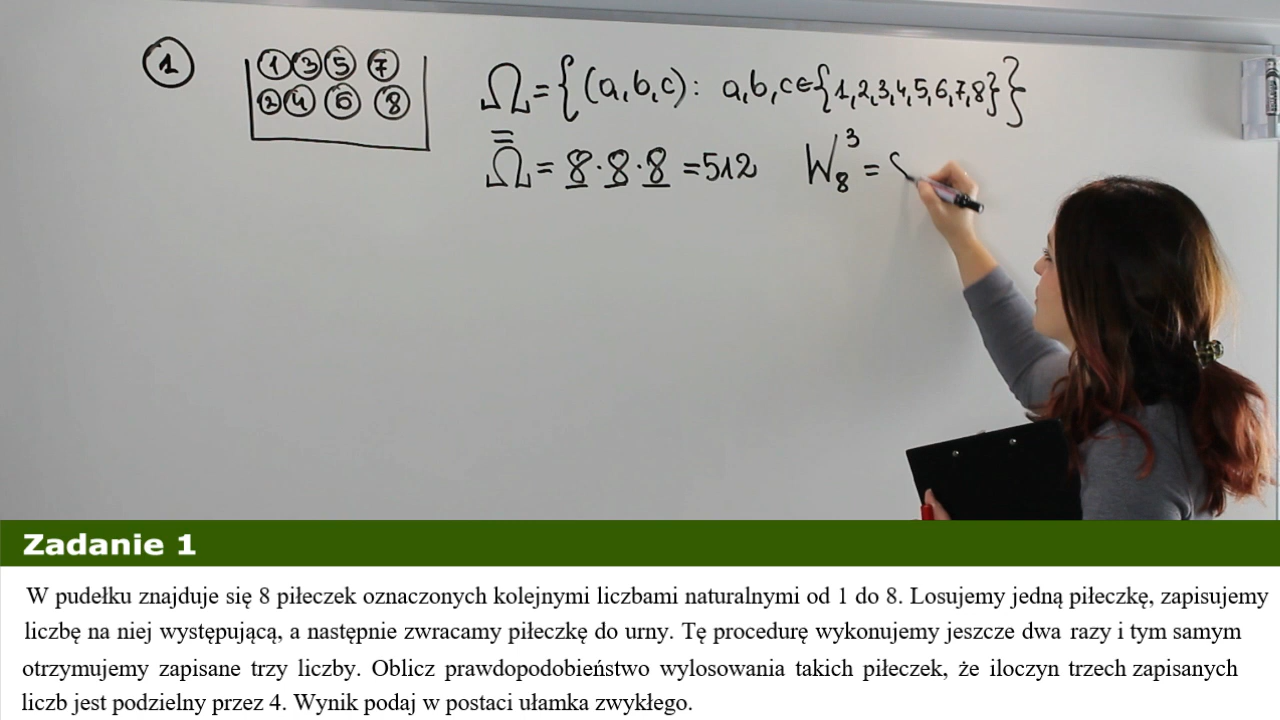 1
1 3 5 7
2 4 6 8
Ω = {(a,b,c): a,b,c∈{1,2,3,4,5,6,7,8}}
Ω̿ = 8·8·8 = 512 W₈³ =
Zadanie 1
W pudełku znajduje się 8 piłeczek oznaczonych kolejnymi liczbami naturalnymi od 1 do 8. Losujemy jedną piłeczkę, zapisujemy
liczbę na niej występującą, a następnie zwracamy piłeczkę do urny. Tę procedurę wykonujemy jeszcze dwa razy i tym samym
otrzymujemy zapisane trzy liczby. Oblicz prawdopodobieństwo wylosowania takich piłeczek, że iloczyn trzech zapisanych
liczb jest podzielny przez 4. Wynik podaj w postaci ułamka zwykłego.